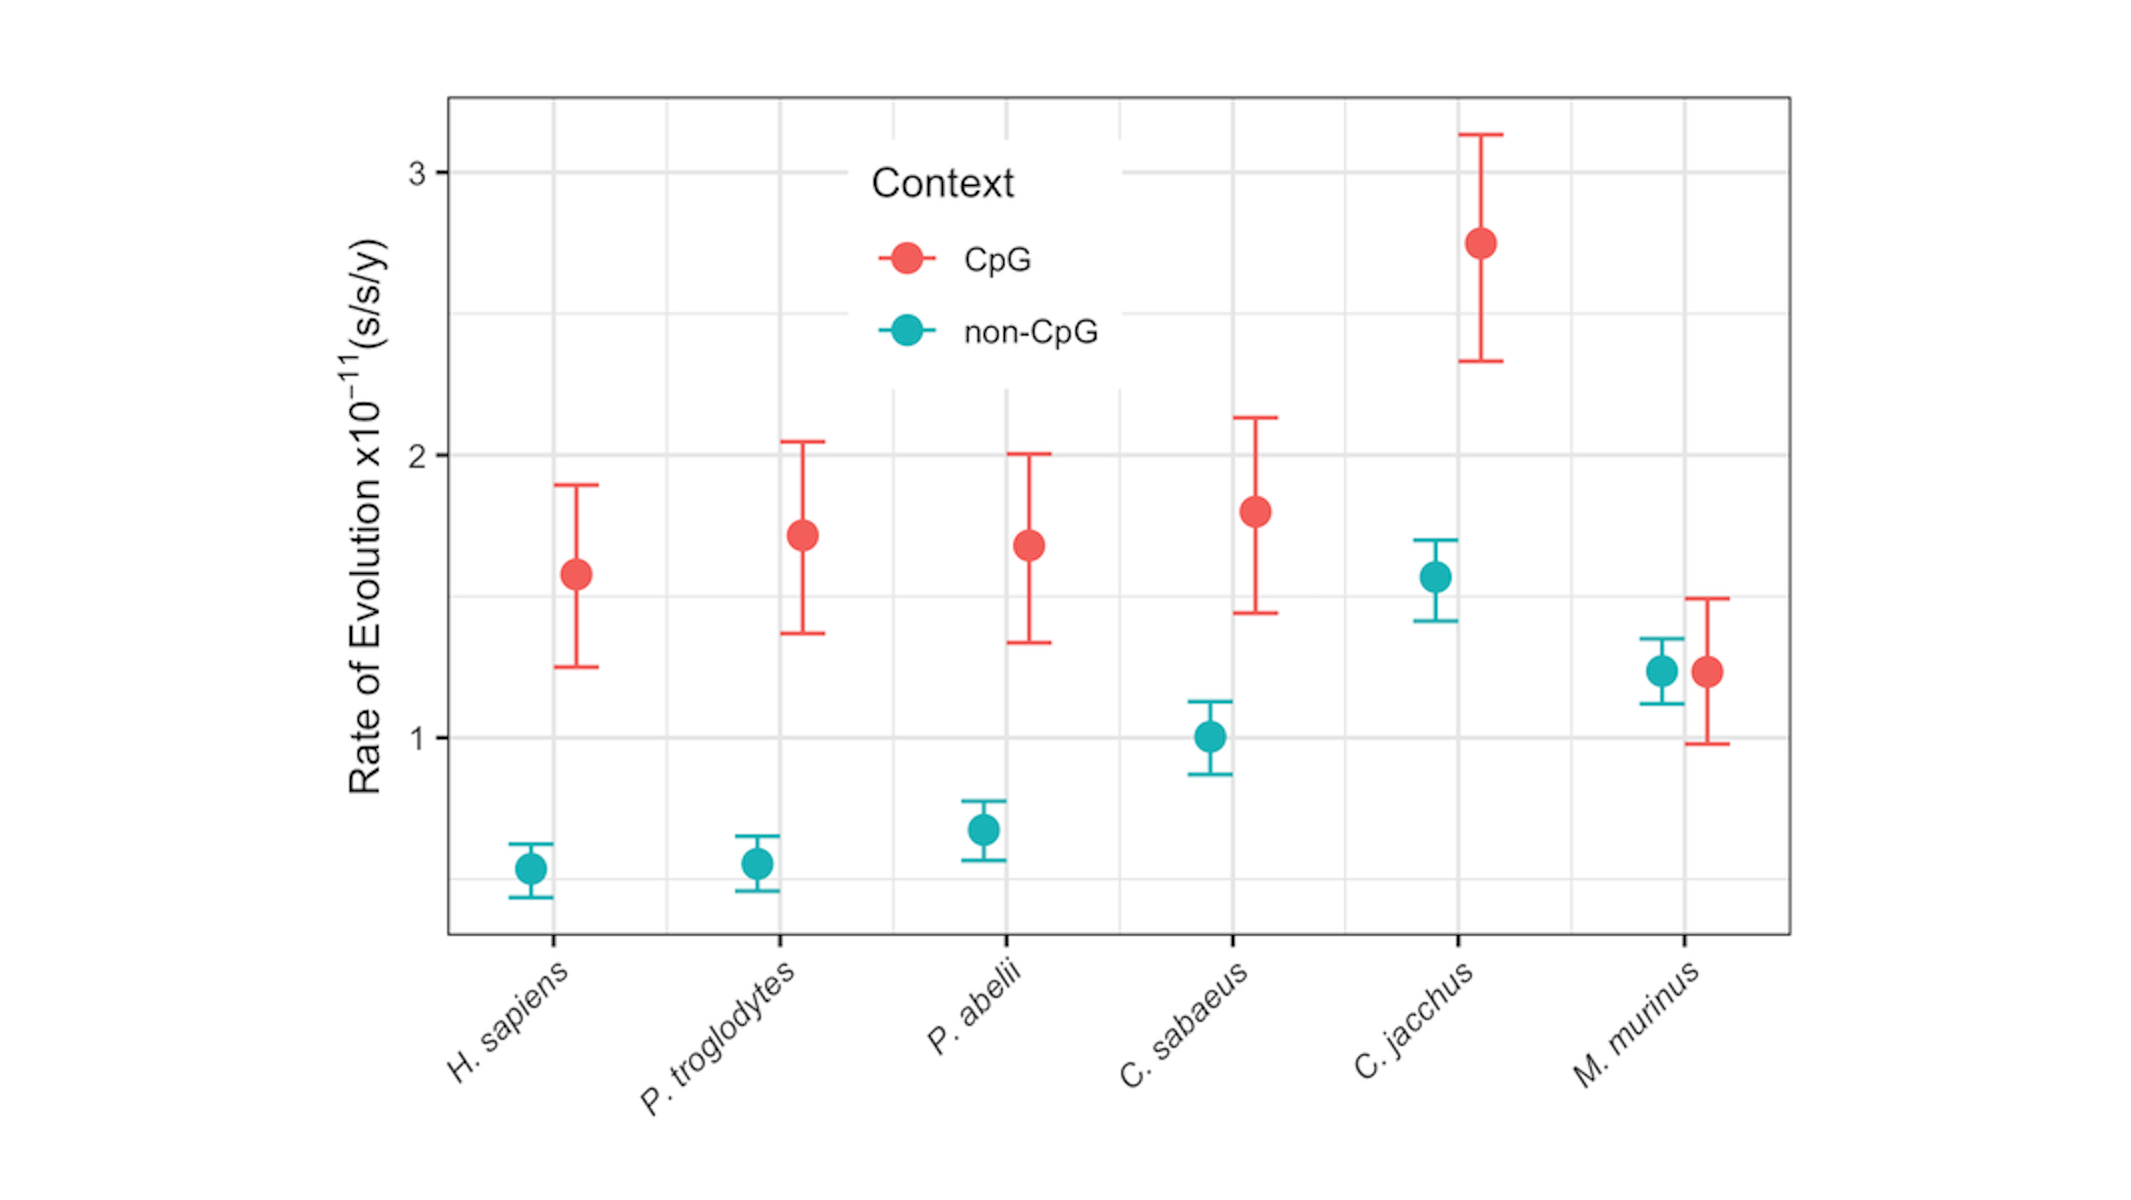 Rate of Evolution x10⁻¹¹(s/s/y)
3
2
1
Context
CpG
non-CpG
H. sapiens
P. troglodytes
P. abelii
C. sabaeus
C. jacchus
M. murinus